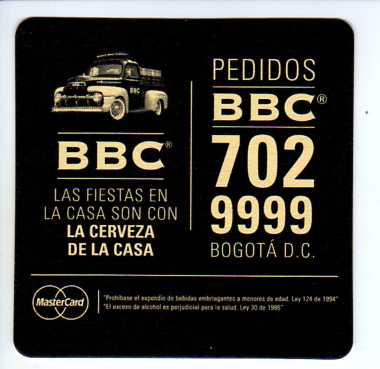 BBC®
LAS FIESTAS EN
LA CASA SON CON
LA CERVEZA
DE LA CASA
PEDIDOS
BBC®
702
9999
BOGOTÁ D.C.
MasterCard
"Prohíbase el expendio de bebidas embriagantes a menores de edad. Ley 124 de 1994"
"El exceso de alcohol es perjudicial para la salud. Ley 30 de 1986"